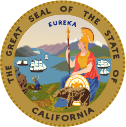 EUREKA
THE GREAT SEAL OF THE STATE OF CALIFORNIA